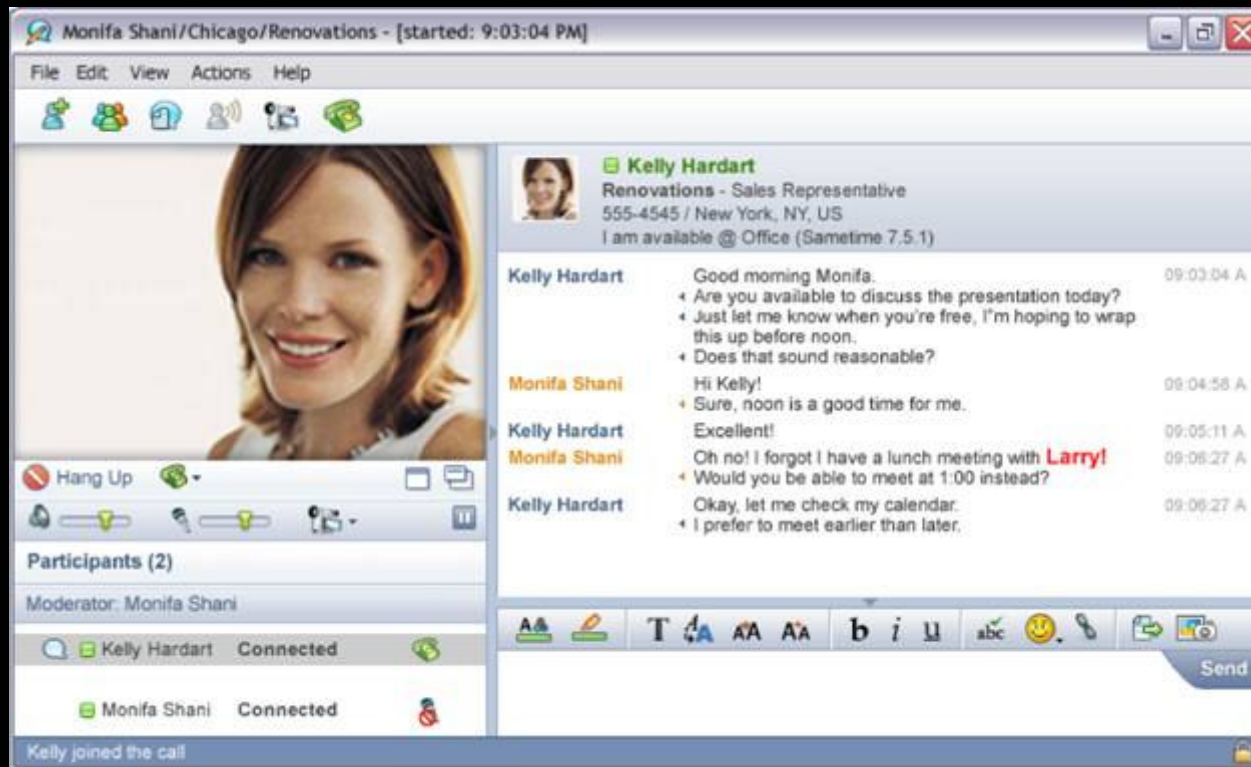 Monifa Shani/Chicago/Renovations - [started: 9:03:04 PM]
File Edit View Actions Help
Kelly Hardart
Renovations - Sales Representative
555-4545 / New York, NY, US
I am available @ Office (Sametime 7.5.1)
Kelly Hardart Good morning Monifa. 09:03:04 A
Are you available to discuss the presentation today?
Just let me know when you're free, I"m hoping to wrap
this up before noon.
Does that sound reasonable?
Monifa Shani Hi Kelly! 09:04:58 A
Sure, noon is a good time for me.
Kelly Hardart Excellent! 09:05:11 A
Monifa Shani Oh no! I forgot I have a lunch meeting with Larry! 09:06:27 A
Would you be able to meet at 1:00 instead?
Kelly Hardart Okay, let me check my calendar. 09:06:27 A
I prefer to meet earlier than later.
Hang Up
Participants (2)
Moderator: Monifa Shani
Kelly Hardart Connected
Monifa Shani Connected
Kelly joined the call
AA T AA AA AA b i u abc
Send